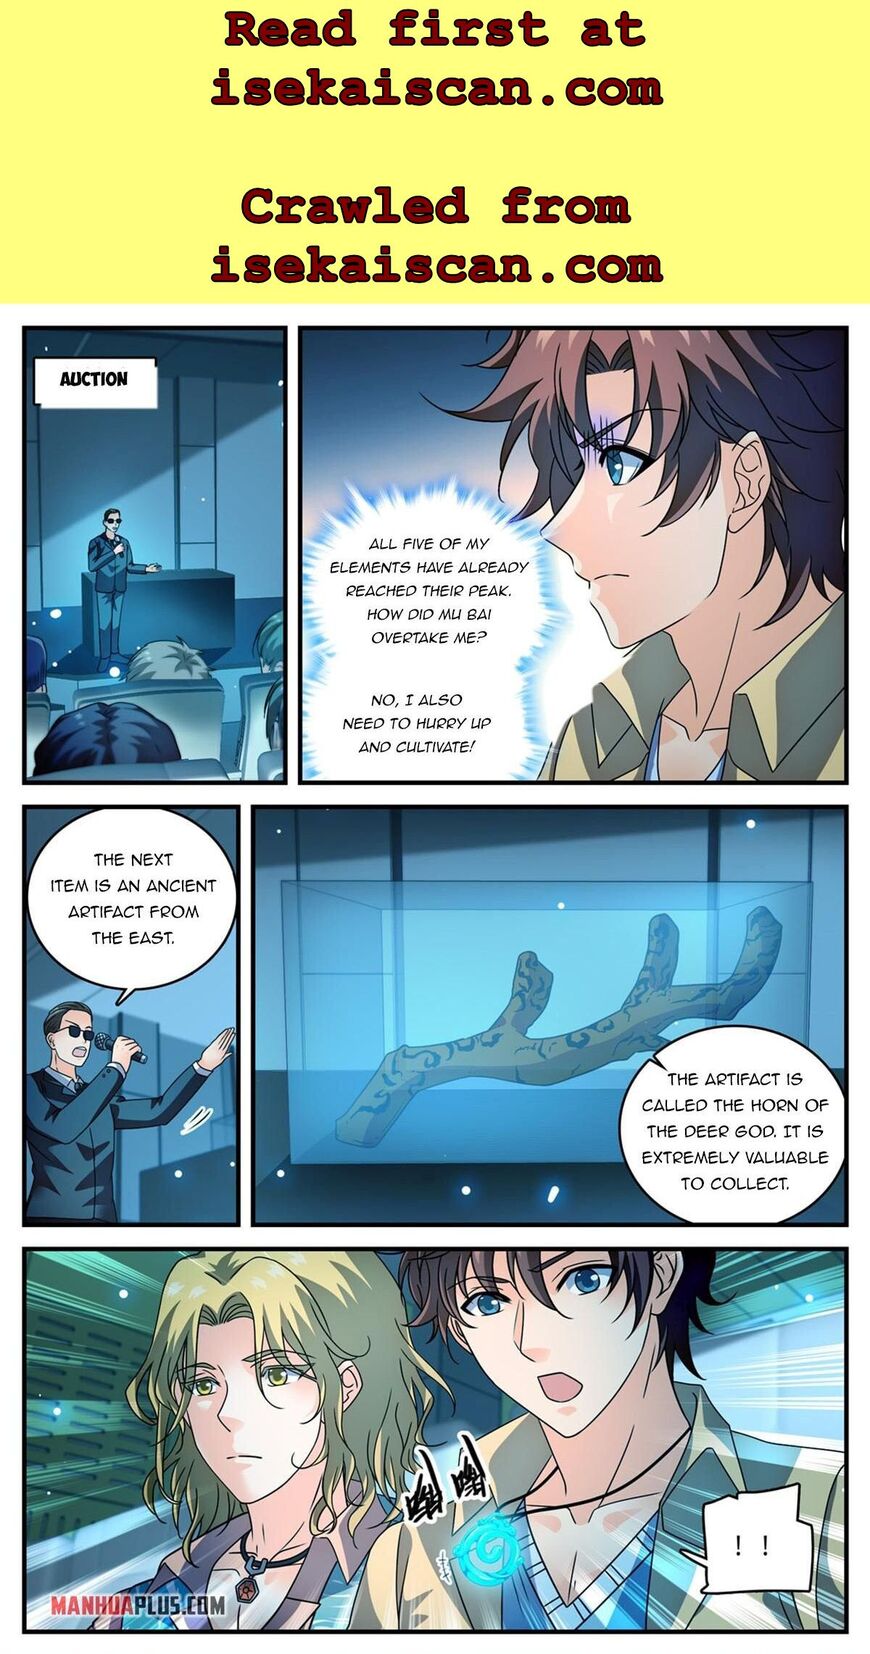 Read first at
isekaiscan.com
Crawled from
isekaiscan.com
AUCTION
ALL FIVE OF MY
ELEMENTS HAVE ALREADY
REACHED THEIR PEAK.
HOW DID MU BAI
OVERTAKE ME?
NO, I ALSO
NEED TO HURRY UP
AND CULTIVATE!
THE NEXT
ITEM IS AN ANCIENT
ARTIFACT FROM
THE EAST.
THE ARTIFACT IS
CALLED THE HORN OF
THE DEER GOD. IT IS
EXTREMELY VALUABLE
TO COLLECT.
! !
MANHUAPLUS.COM